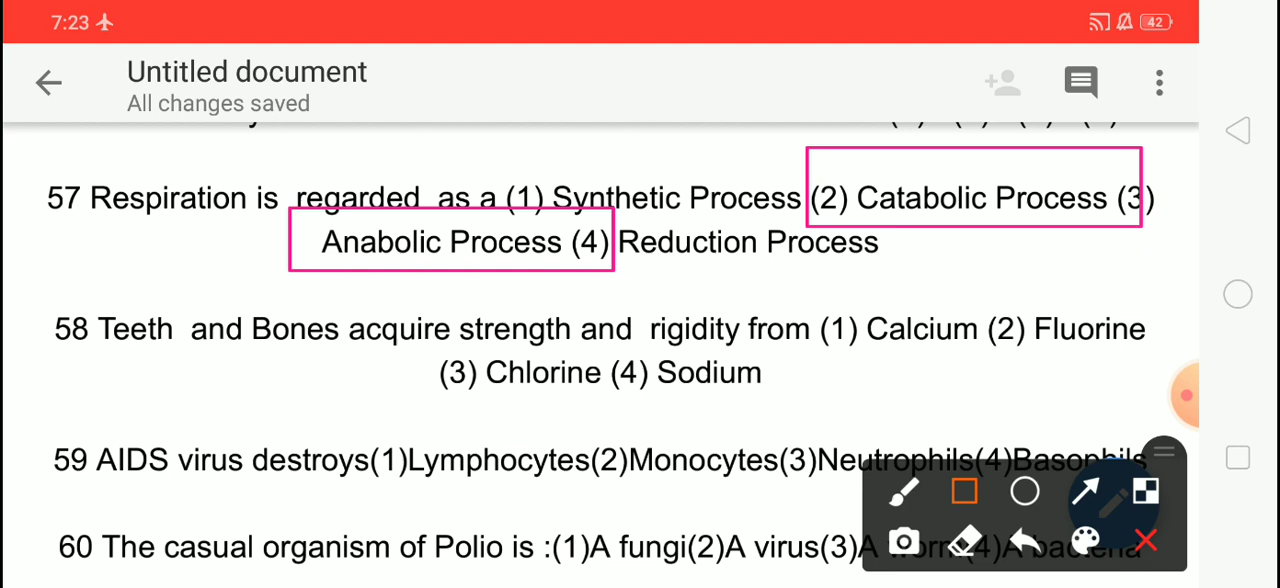 7:23
42
Untitled document
All changes saved
57 Respiration is regarded as a (1) Synthetic Process (2) Catabolic Process (3)
Anabolic Process (4) Reduction Process
58 Teeth and Bones acquire strength and rigidity from (1) Calcium (2) Fluorine
(3) Chlorine (4) Sodium
59 AIDS virus destroys(1)Lymphocytes(2)Monocytes(3)Neutrophils(4)Basophils
60 The casual organism of Polio is :(1)A fungi(2)A virus(3)A worm(4)A bacteria